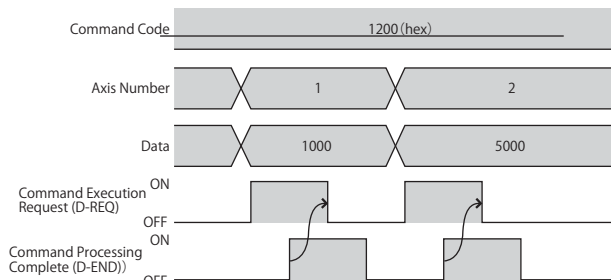 Command Code 1200(hex)
Axis Number 1 2
Data 1000 5000
ON
Command Execution
Request (D-REQ)
OFF
ON
Command Processing
Complete (D-END))
OFF